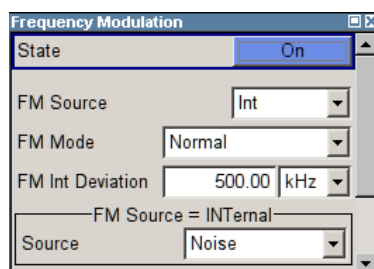 Frequency Modulation
State On
FM Source Int
FM Mode Normal
FM Int Deviation 500.00 kHz
FM Source = INTernal
Source Noise